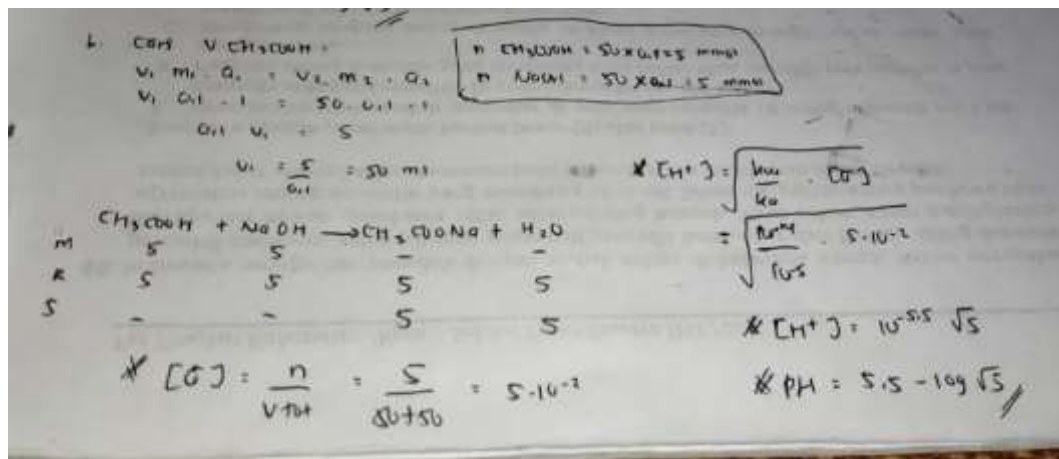 b. Cari V CH3COOH =
V1 M1 . a1 = V2 . M2 . a2
V1 0,1 . 1 = 50 . 0,1 . 1
0,1 V1 = 5
V1 = 5/0,1 = 50 ml
n CH3COOH = 50 x 0,1 = 5 mmol
n NaOH = 50 x 0,1 = 5 mmol
CH3COOH + NaOH → CH3COONa + H2O
M 5 5 - -
R 5 5 5 5
S - - 5 5
* [G] = n/V tot = 5/50+50 = 5.10-2
* [H+] = √ kw/ka . [G]
= √ 10-14/10-5 . 5.10-2
* [H+] = 10-5.5 √5
* PH = 5.5 - log √5